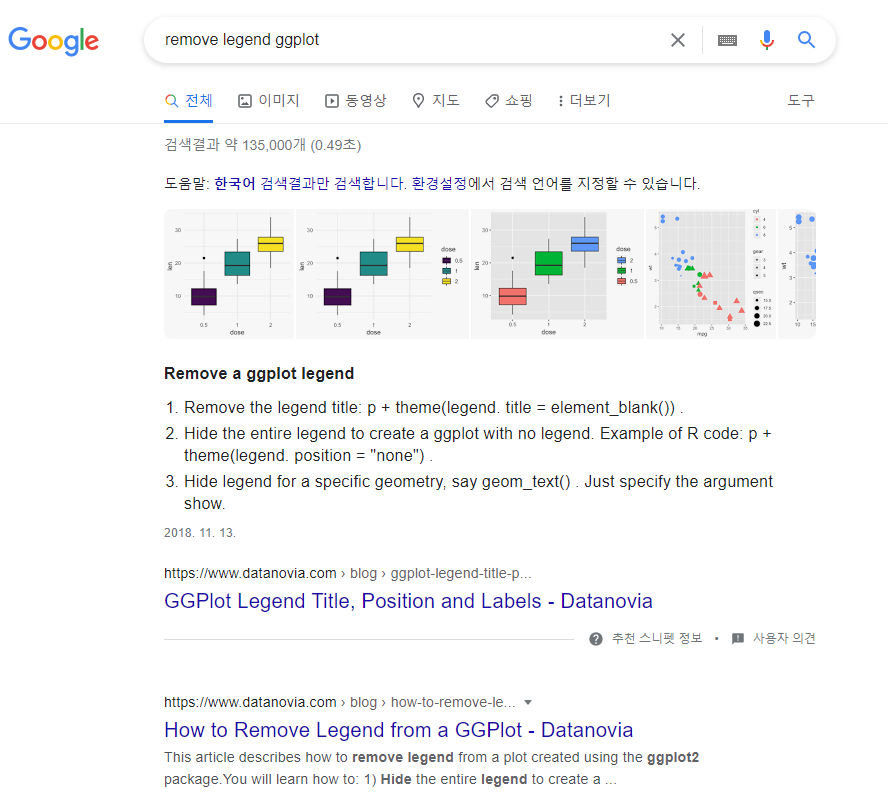 Google
remove legend ggplot
전체 이미지 동영상 지도 쇼핑 더보기 도구
검색결과 약 135,000개 (0.49초)
도움말: 한국어 검색결과만 검색합니다. 환경설정에서 검색 언어를 지정할 수 있습니다.
Remove a ggplot legend
1. Remove the legend title: p + theme(legend. title = element_blank()) .
2. Hide the entire legend to create a ggplot with no legend. Example of R code: p +
theme(legend. position = "none") .
3. Hide legend for a specific geometry, say geom_text() . Just specify the argument
show.
2018. 11. 13.
https://www.datanovia.com › blog › ggplot-legend-title-p...
GGPlot Legend Title, Position and Labels - Datanovia
추천 스니펫 정보 • 사용자 의견
https://www.datanovia.com › blog › how-to-remove-le...
How to Remove Legend from a GGPlot - Datanovia
This article describes how to remove legend from a plot created using the ggplot2
package.You will learn how to: 1) Hide the entire legend to create a ...